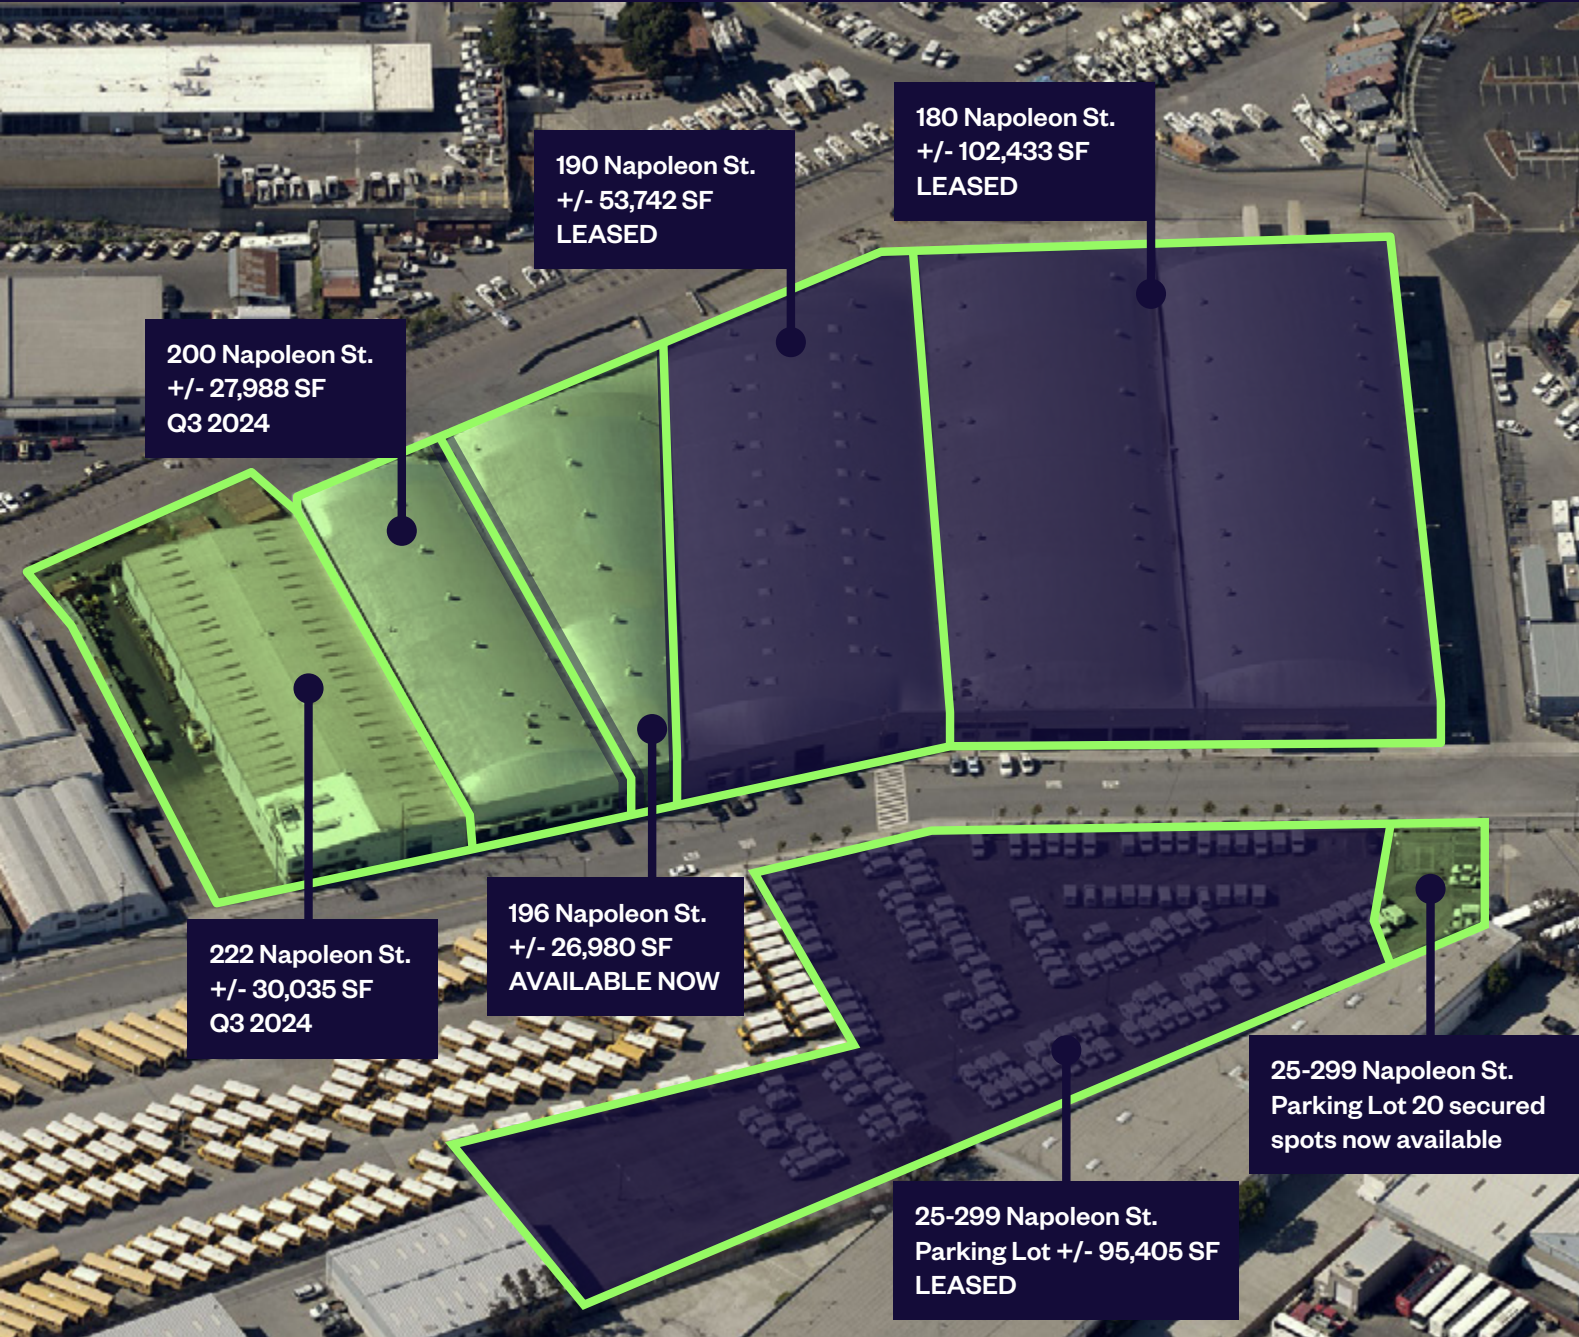 180 Napoleon St.
+/- 102,433 SF
LEASED
190 Napoleon St.
+/- 53,742 SF
LEASED
200 Napoleon St.
+/- 27,988 SF
Q3 2024
196 Napoleon St.
+/- 26,980 SF
AVAILABLE NOW
222 Napoleon St.
+/- 30,035 SF
Q3 2024
25-299 Napoleon St.
Parking Lot 20 secured
spots now available
25-299 Napoleon St.
Parking Lot +/- 95,405 SF
LEASED